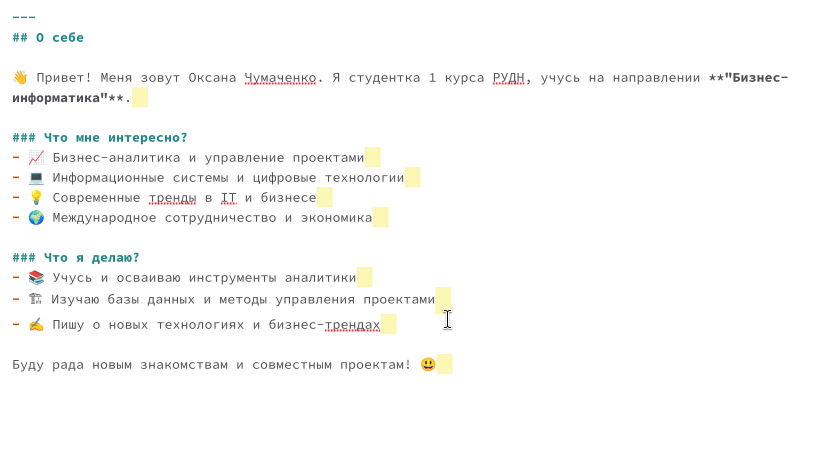 ---
## О себе
👋 Привет! Меня зовут Оксана Чумаченко. Я студентка 1 курса РУДН, учусь на направлении **"Бизнес-
информатика"**.
### Что мне интересно?
- 📈 Бизнес-аналитика и управление проектами
- 💻 Информационные системы и цифровые технологии
- 💡 Современные тренды в IT и бизнесе
- 🌍 Международное сотрудничество и экономика
### Что я делаю?
- 📚 Учусь и осваиваю инструменты аналитики
- 🏗 Изучаю базы данных и методы управления проектами
- ✍ Пишу о новых технологиях и бизнес-трендах
Буду рада новым знакомствам и совместным проектам! 😃